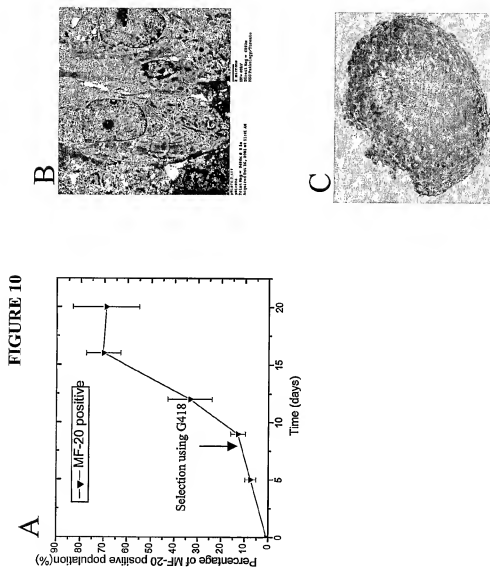 FIGURE 10
A
Percentage of MF-20 positive population(%)
90
80
70
60
50
40
30
20
10
0
MF-20 positive
Selection using G418
0
5
10
15
20
Time (days)
B
C